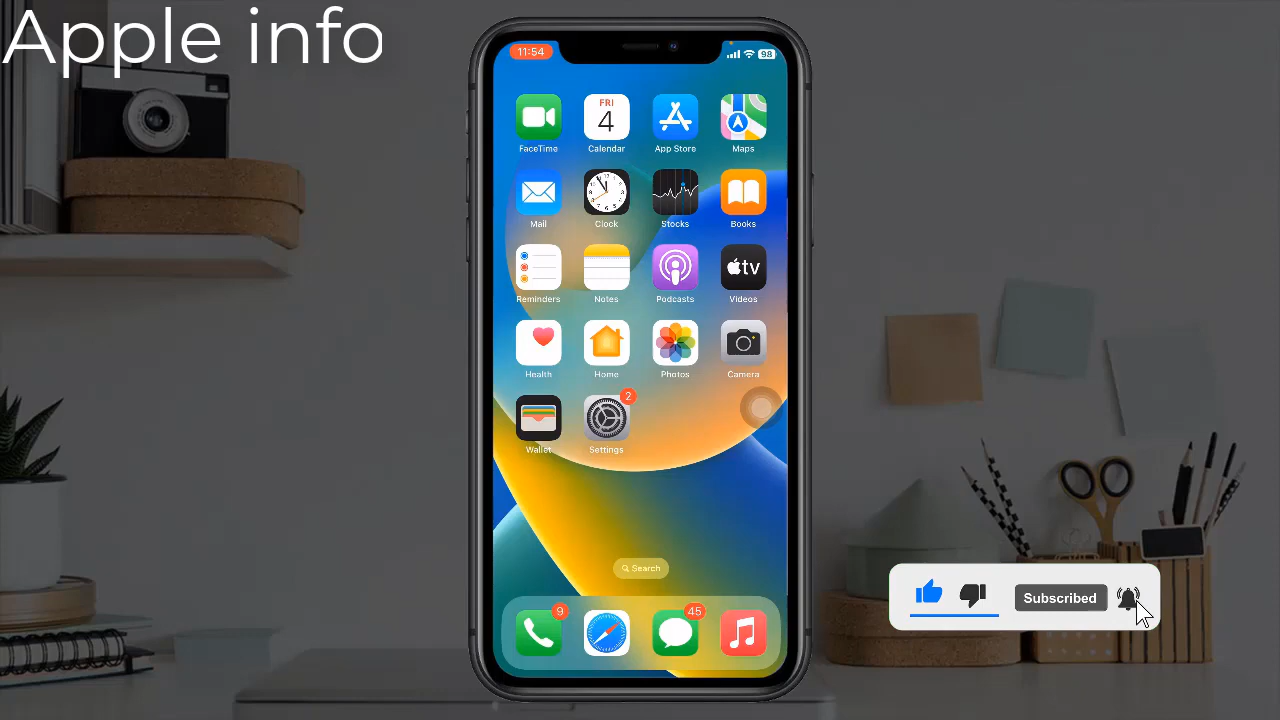 Apple info
11:54
98
FRI
4
FaceTime
Calendar
App Store
Maps
Mail
Clock
Stocks
Books
tv
Reminders
Notes
Podcasts
Videos
Health
Home
Photos
Camera
2
Wallet
Settings
Search
9
45
Subscribed